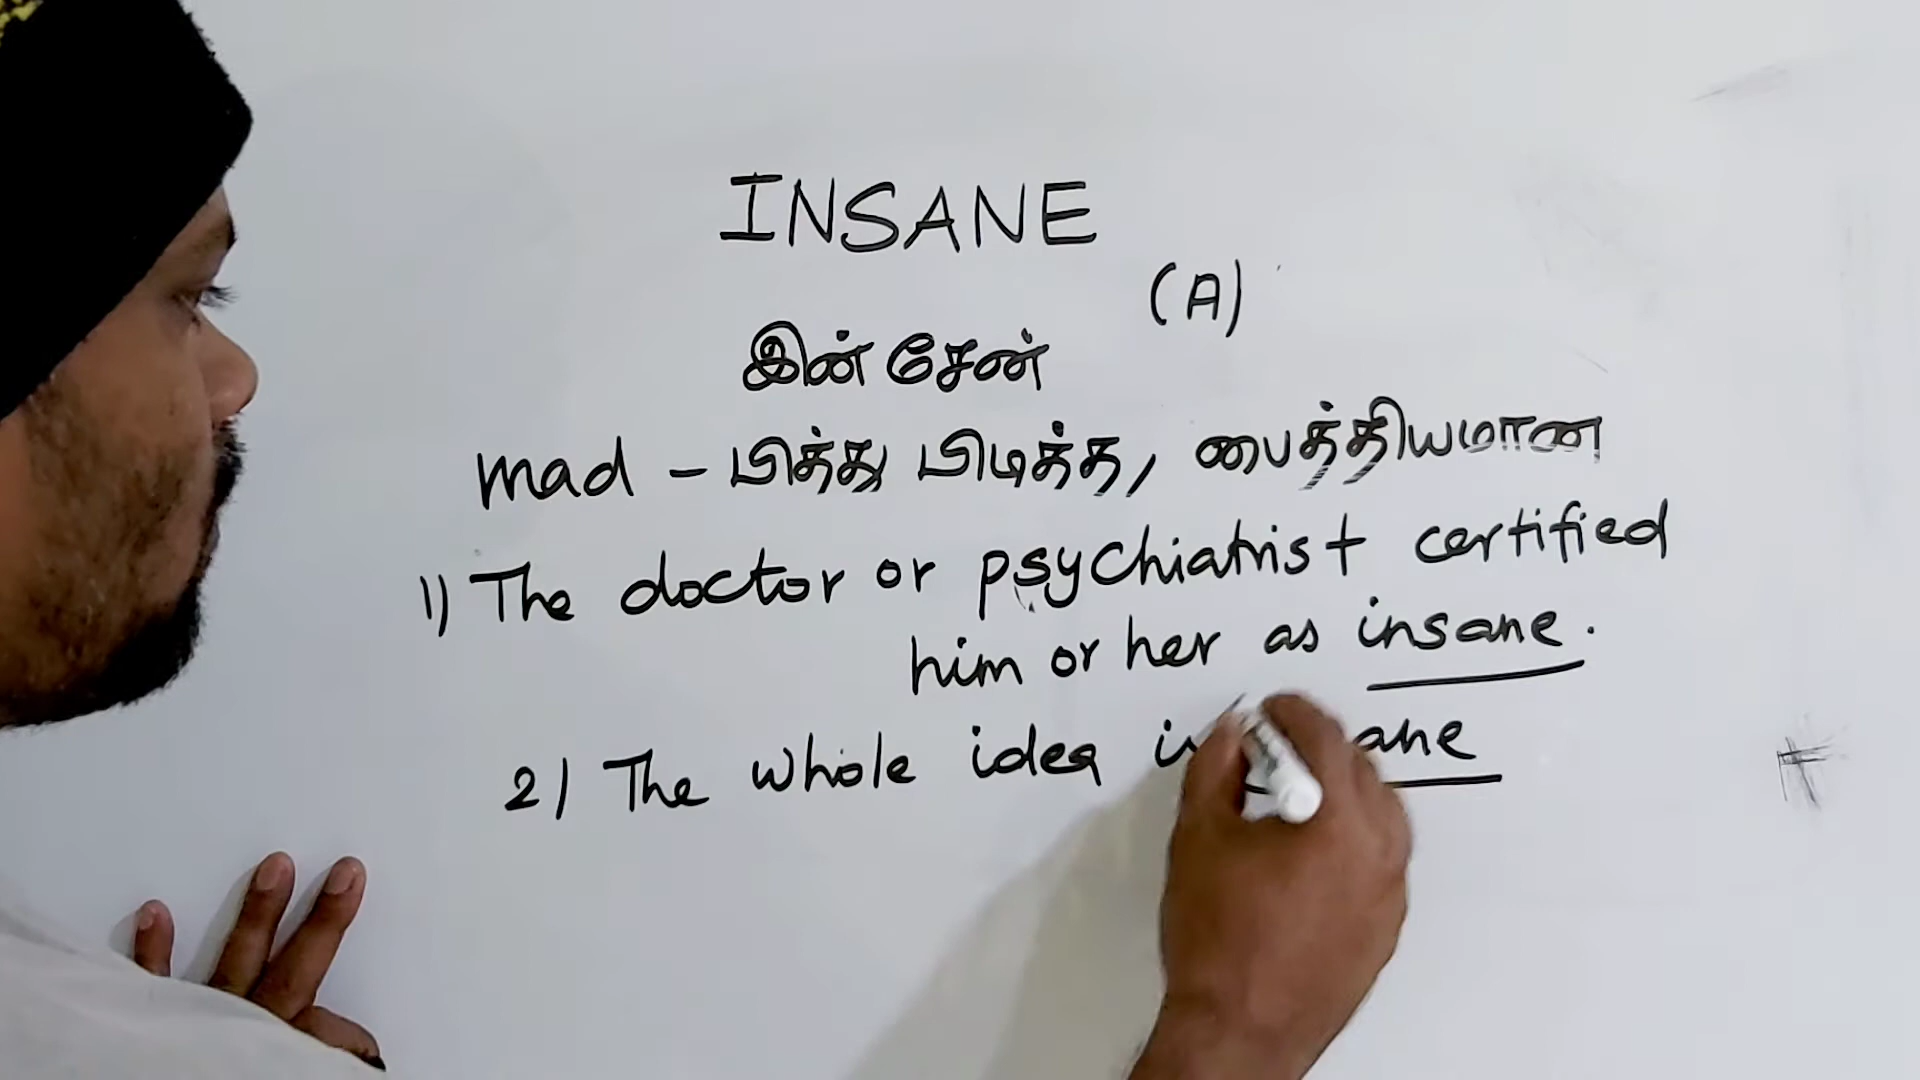 INSANE
(A)
இன்சேன்
mad – பித்து பிடித்த, பைத்தியமான
1) The doctor or psychiatrist certified
him or her as insane.
2) The whole idea